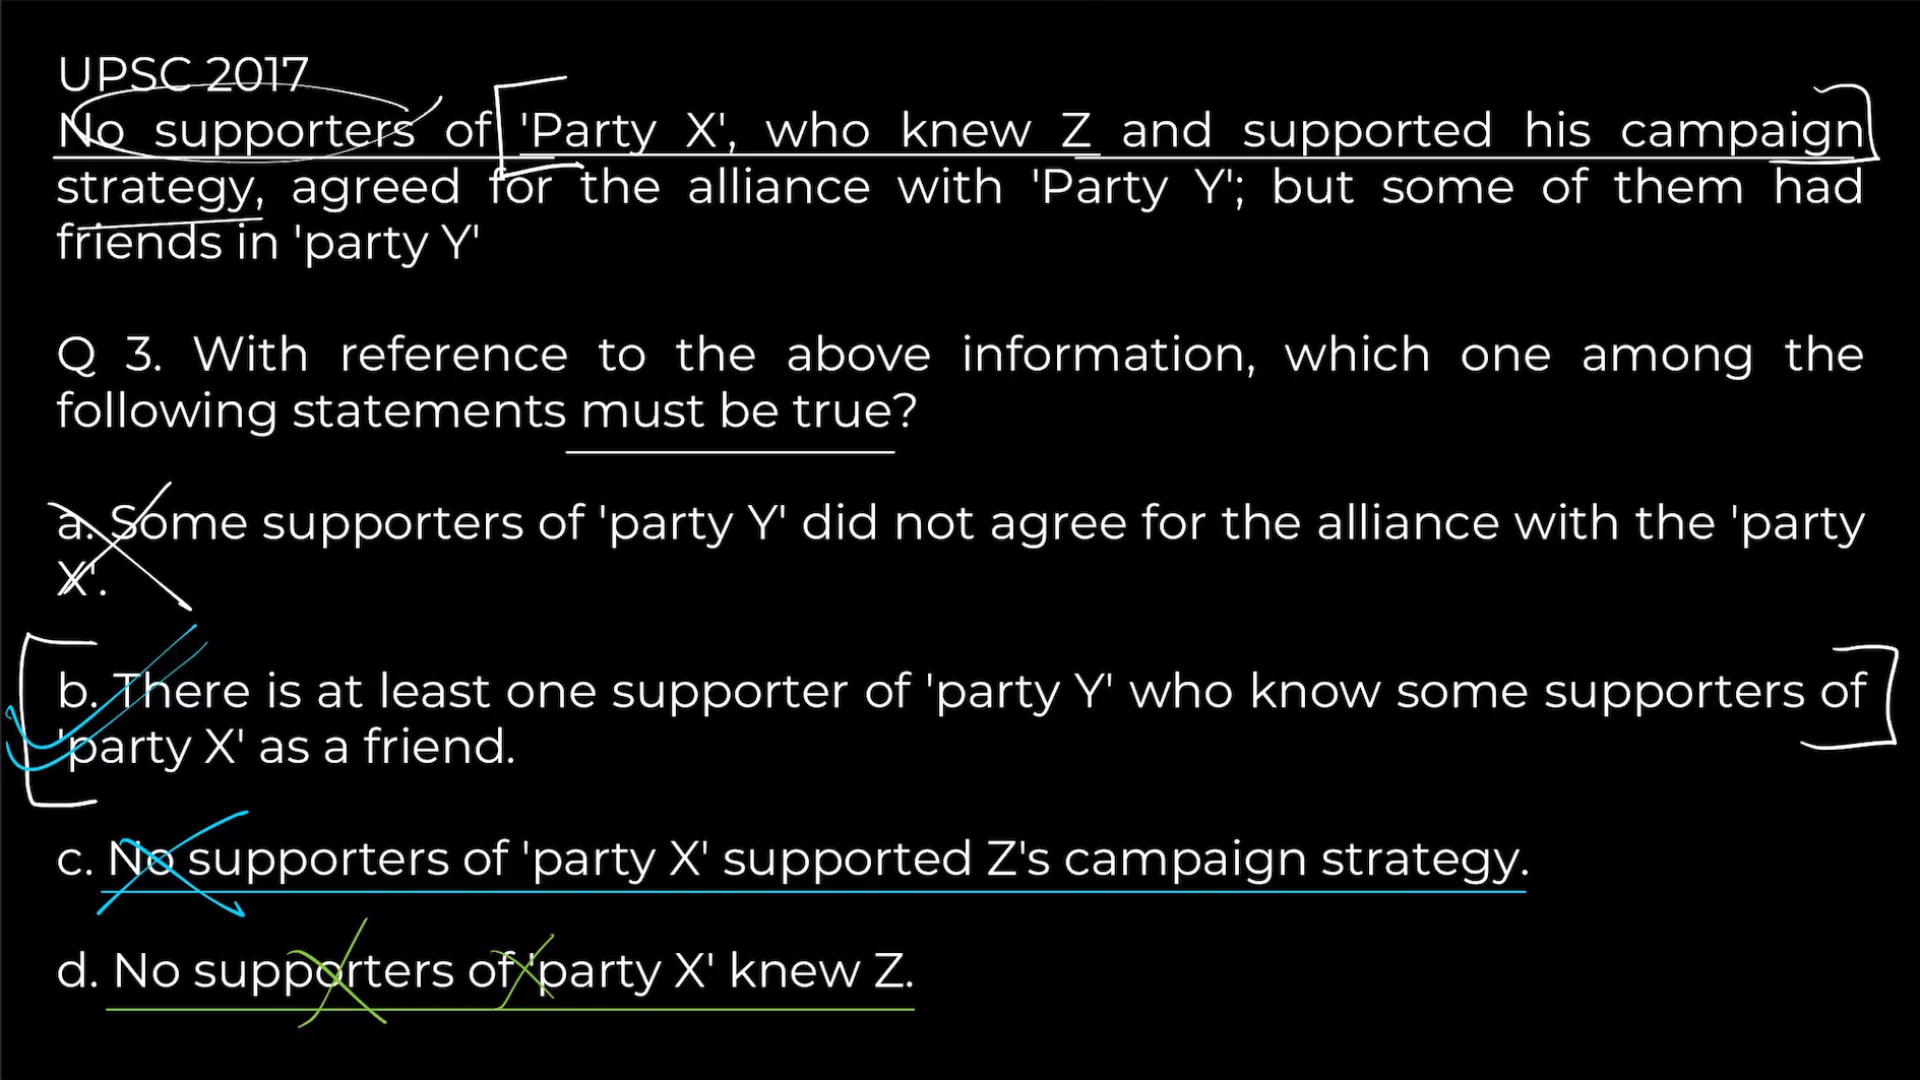 UPSC 2017
No supporters of 'Party X', who knew Z and supported his campaign
strategy, agreed for the alliance with 'Party Y'; but some of them had
friends in 'party Y'
Q 3. With reference to the above information, which one among the
following statements must be true?
a. Some supporters of 'party Y' did not agree for the alliance with the 'party
X'.
b. There is at least one supporter of 'party Y' who know some supporters of
'party X' as a friend.
c. No supporters of 'party X' supported Z's campaign strategy.
d. No supporters of 'party X' knew Z.